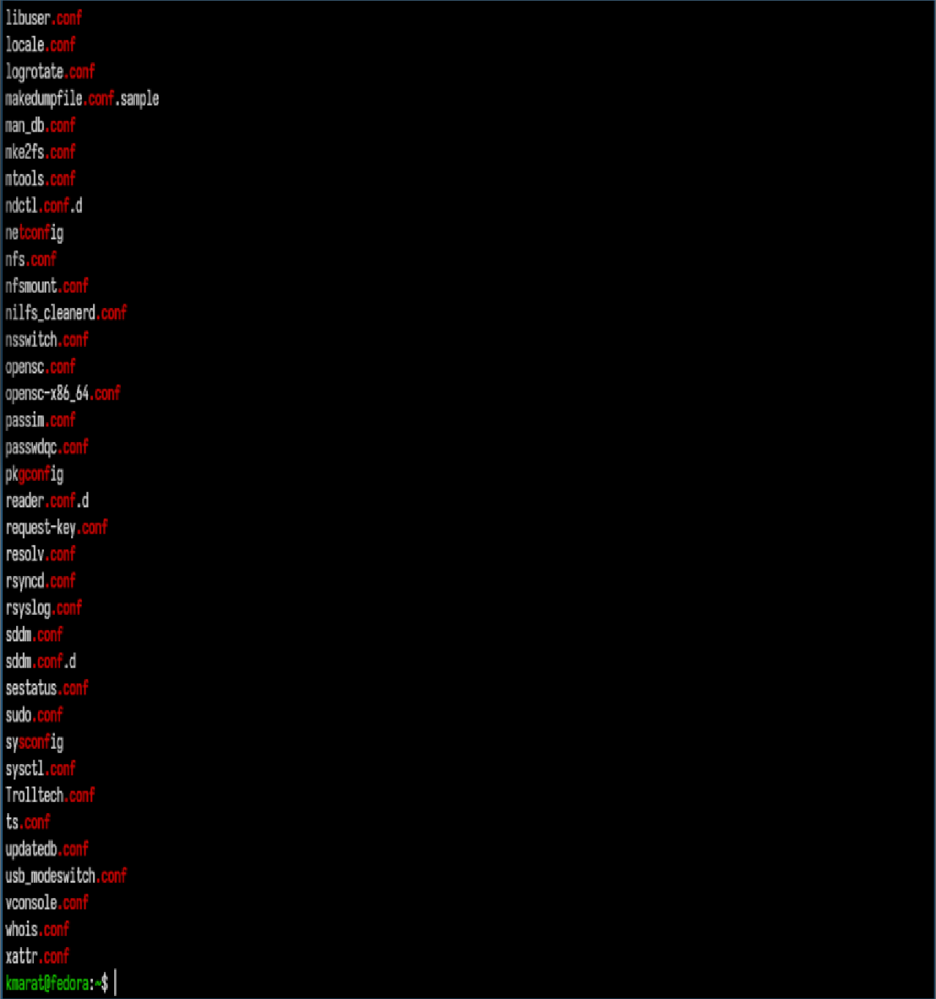 libuser.conf
locale.conf
logrotate.conf
makedumpfile.conf.sample
man_db.conf
mke2fs.conf
mtools.conf
ndctl.conf.d
netconfig
nfs.conf
nfsmount.conf
nilfs_cleanerd.conf
nsswitch.conf
opensc.conf
opensc-x86_64.conf
passim.conf
passwdqc.conf
pkgconfig
reader.conf.d
request-key.conf
resolv.conf
rsyncd.conf
rsyslog.conf
sddm.conf
sddm.conf.d
sestatus.conf
sudo.conf
sysconfig
sysctl.conf
Trolltech.conf
ts.conf
updatedb.conf
usb_modeswitch.conf
vconsole.conf
whois.conf
xattr.conf
kmarat@fedora:~$